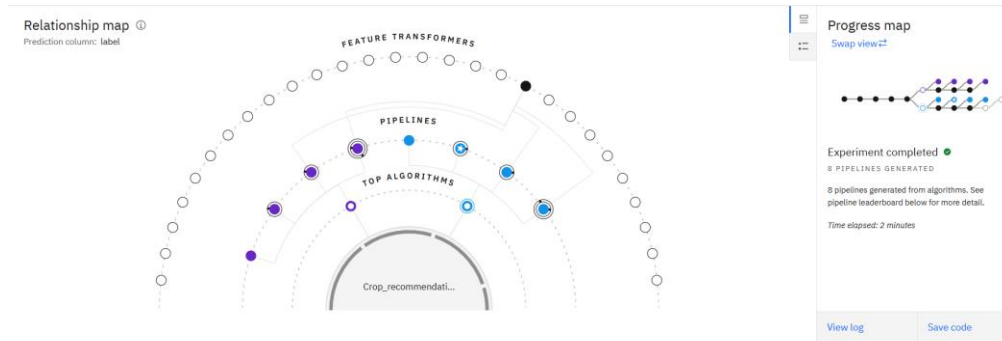 Relationship map
Prediction column: label
FEATURE TRANSFORMERS
PIPELINES
TOP ALGORITHMS
Crop_recommendati...
Progress map
Swap view
Experiment completed
8 PIPELINES GENERATED
8 pipelines generated from algorithms. See
pipeline leaderboard below for more detail.
Time elapsed: 2 minutes
View log
Save code